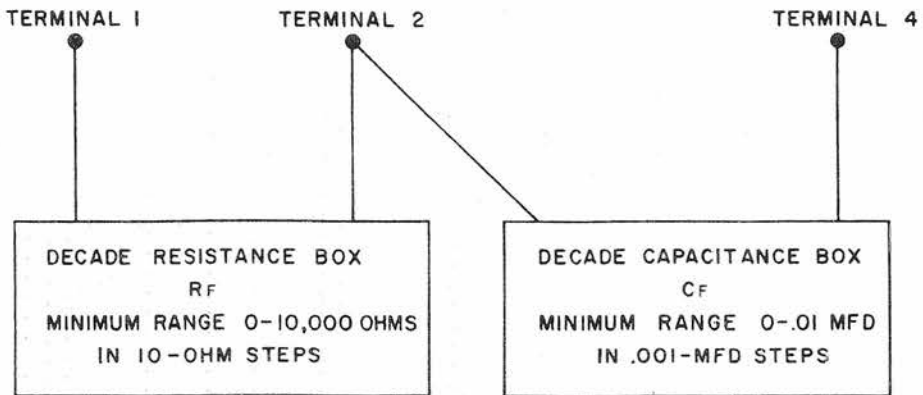 TERMINAL 1 TERMINAL 2 TERMINAL 4
DECADE RESISTANCE BOX
RF
MINIMUM RANGE 0-10,000 OHMS
IN 10-OHM STEPS
DECADE CAPACITANCE BOX
CF
MINIMUM RANGE 0-.01 MFD
IN .001-MFD STEPS